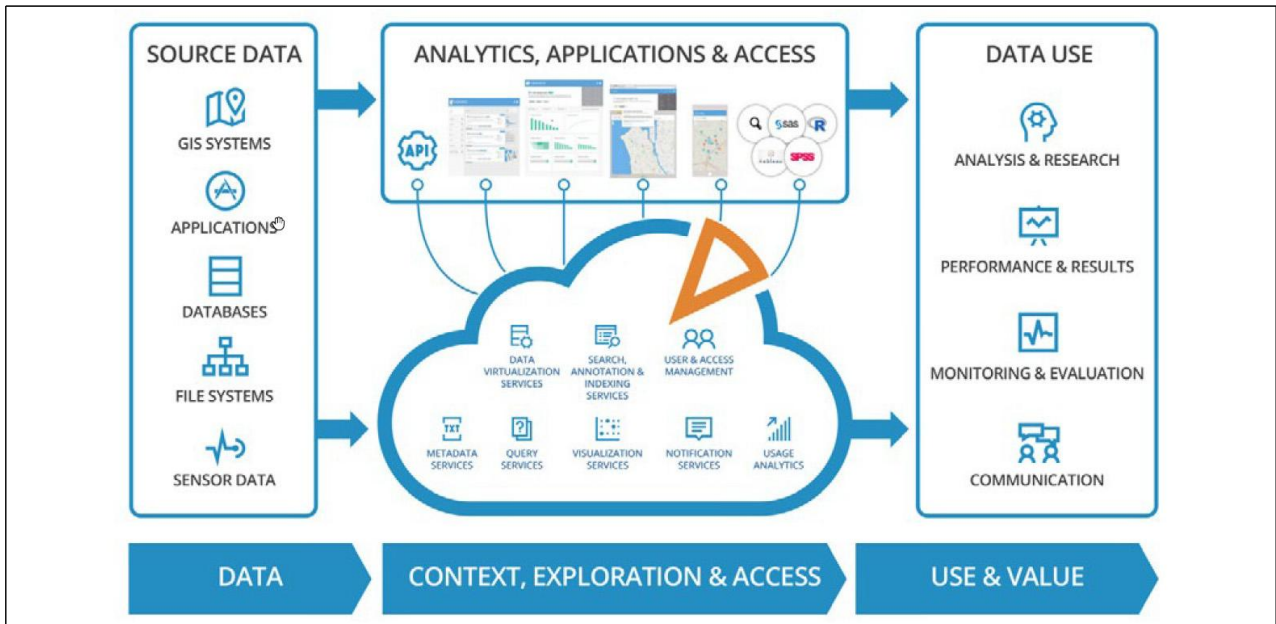 SOURCE DATA
GIS SYSTEMS
APPLICATIONS
DATABASES
FILE SYSTEMS
SENSOR DATA
ANALYTICS, APPLICATIONS & ACCESS
API
sas
R
SPSS
DATA
VIRTUALIZATION
SERVICES
SEARCH,
ANNOTATION &
INDEXING
SERVICES
USER & ACCESS
MANAGEMENT
TXT
METADATA
SERVICES
?
QUERY
SERVICES
VISUALIZATION
SERVICES
NOTIFICATION
SERVICES
USAGE
ANALYTICS
DATA USE
ANALYSIS & RESEARCH
PERFORMANCE & RESULTS
MONITORING & EVALUATION
COMMUNICATION
DATA
CONTEXT, EXPLORATION & ACCESS
USE & VALUE